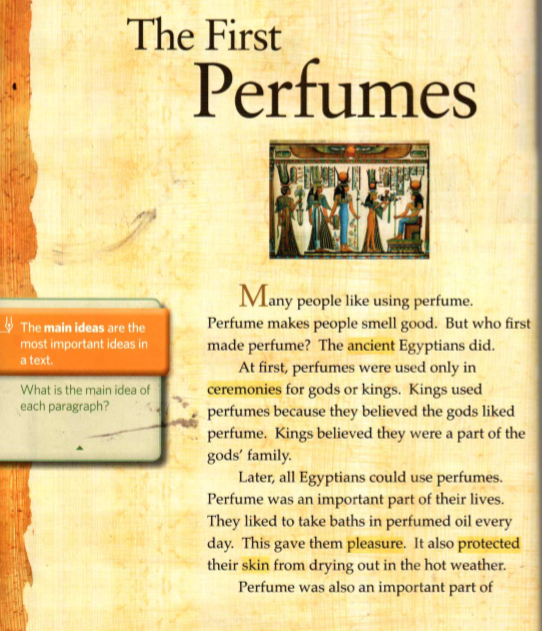 The First
Perfumes
Many people like using perfume.
Perfume makes people smell good. But who first
made perfume? The ancient Egyptians did.
At first, perfumes were used only in
ceremonies for gods or kings. Kings used
perfumes because they believed the gods liked
perfume. Kings believed they were a part of the
gods' family.
Later, all Egyptians could use perfumes.
Perfume was an important part of their lives.
They liked to take baths in perfumed oil every
day. This gave them pleasure. It also protected
their skin from drying out in the hot weather.
Perfume was also an important part of
The main ideas are the
most important ideas in
a text.
What is the main idea of
each paragraph?